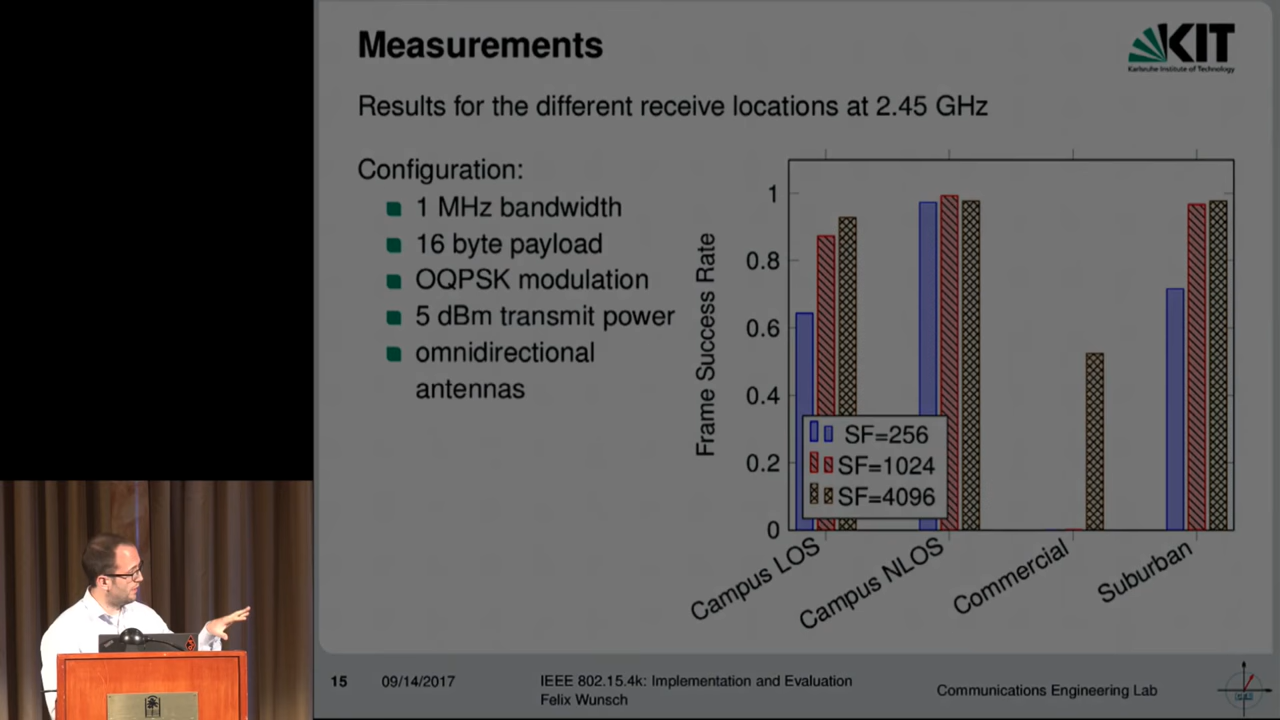 Measurements
KIT
Karlsruhe Institute of Technology
Results for the different receive locations at 2.45 GHz
Configuration:
1 MHz bandwidth
16 byte payload
OQPSK modulation
5 dBm transmit power
omnidirectional
antennas
Frame Success Rate
1
0.8
0.6
0.4
0.2
0
SF=256
SF=1024
SF=4096
Campus LOS
Campus NLOS
Commercial
Suburban
15
09/14/2017
IEEE 802.15.4k: Implementation and Evaluation
Felix Wunsch
Communications Engineering Lab